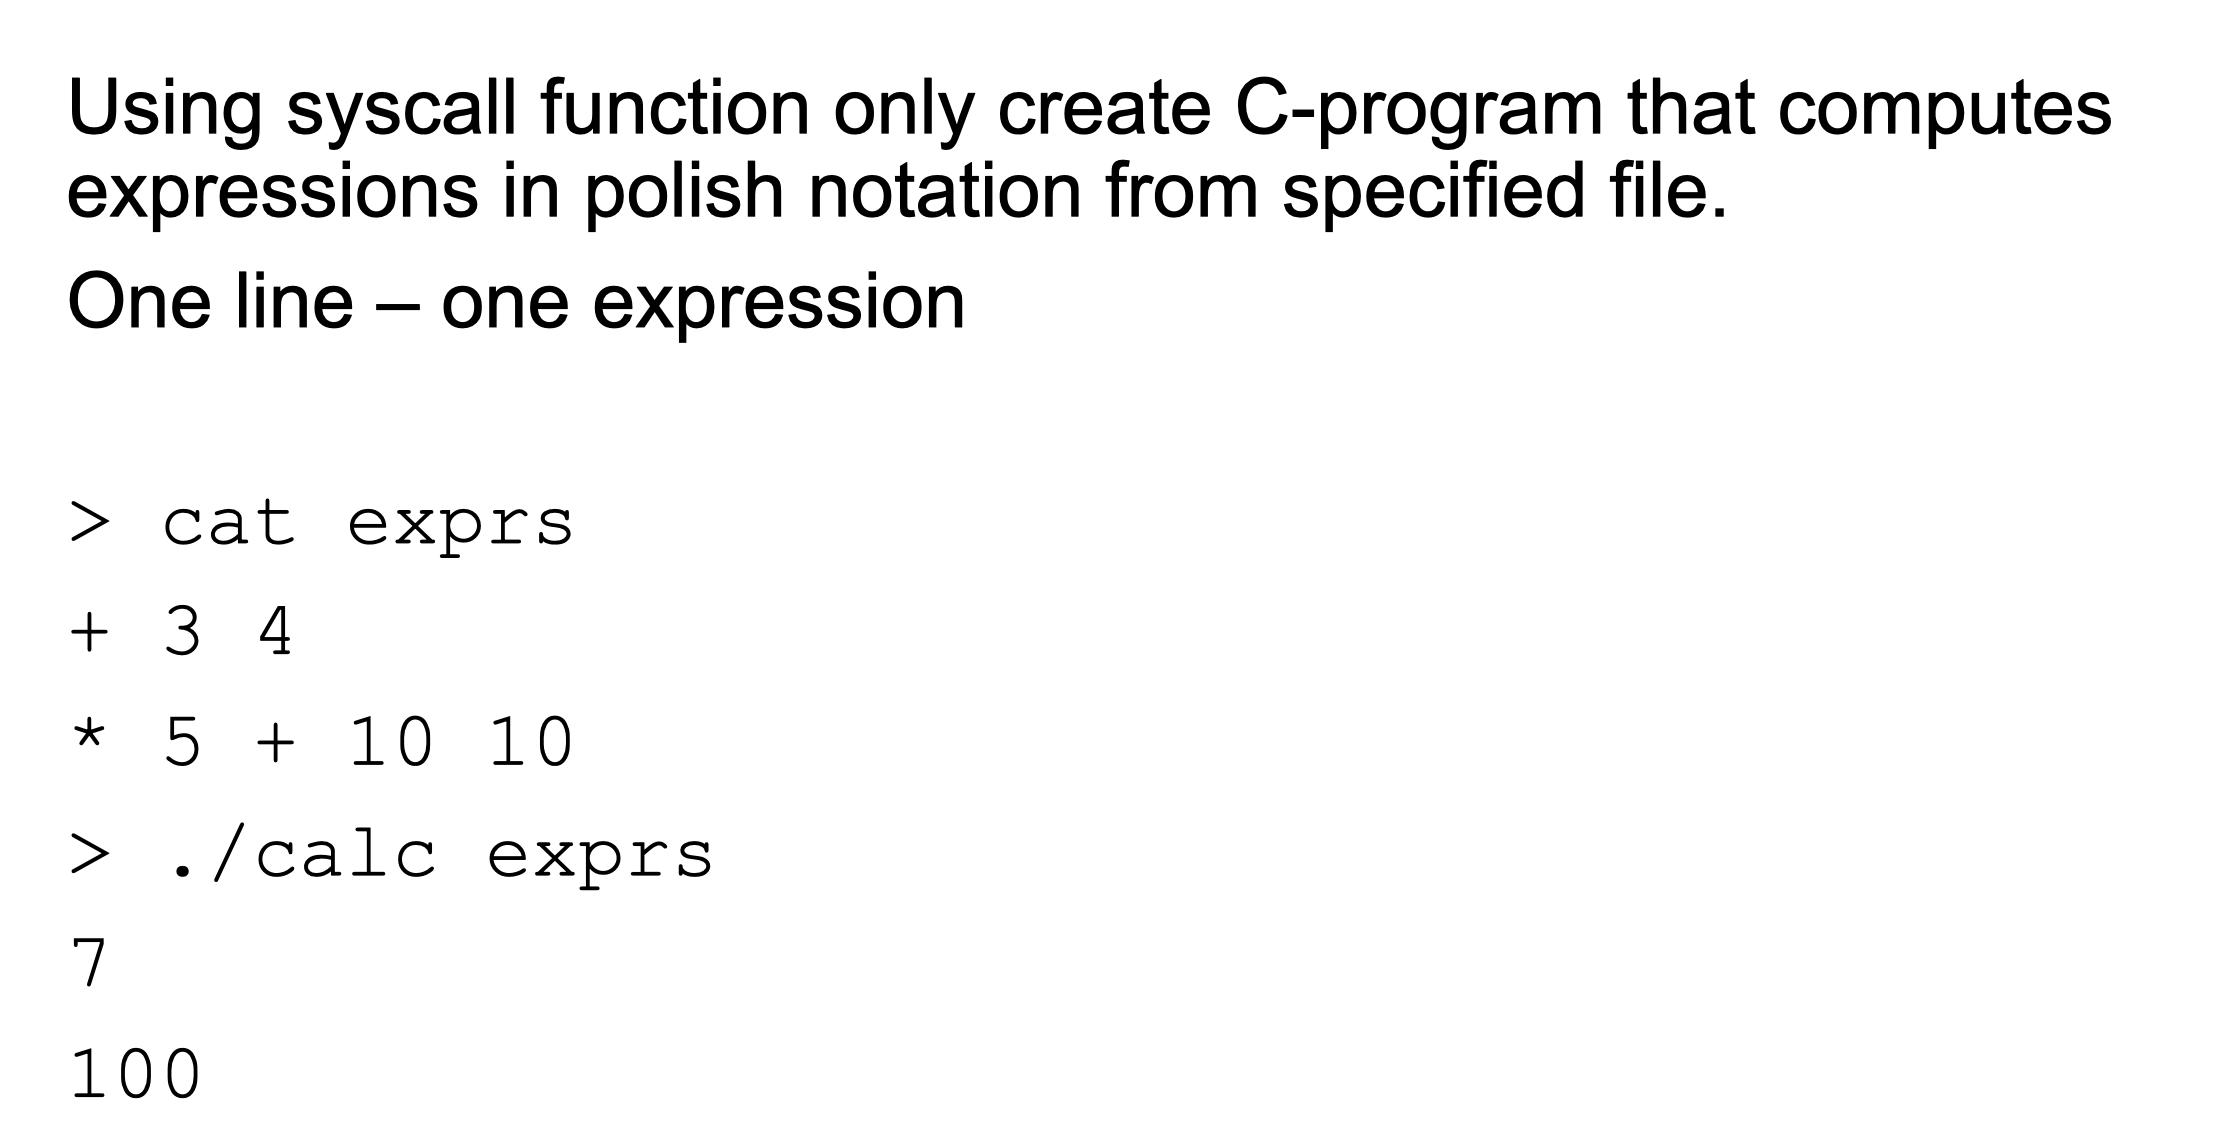 Using syscall function only create C-program that computes
expressions in polish notation from specified file.
One line – one expression
> cat exprs
+ 3 4
* 5 + 10 10
> ./calc exprs
7
100